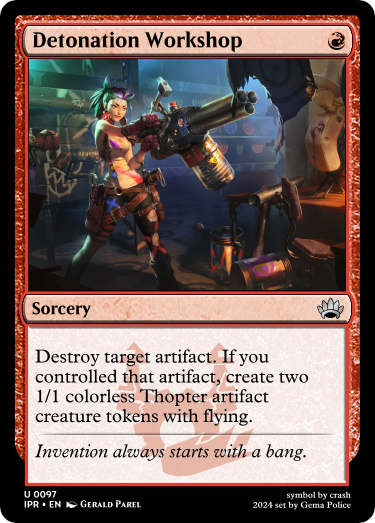 Detonation Workshop
Sorcery
Destroy target artifact. If you
controlled that artifact, create two
1/1 colorless Thopter artifact
creature tokens with flying.
Invention always starts with a bang.
U 0097
IPR • EN Gerald Parel
symbol by crash
2024 set by Gema Police